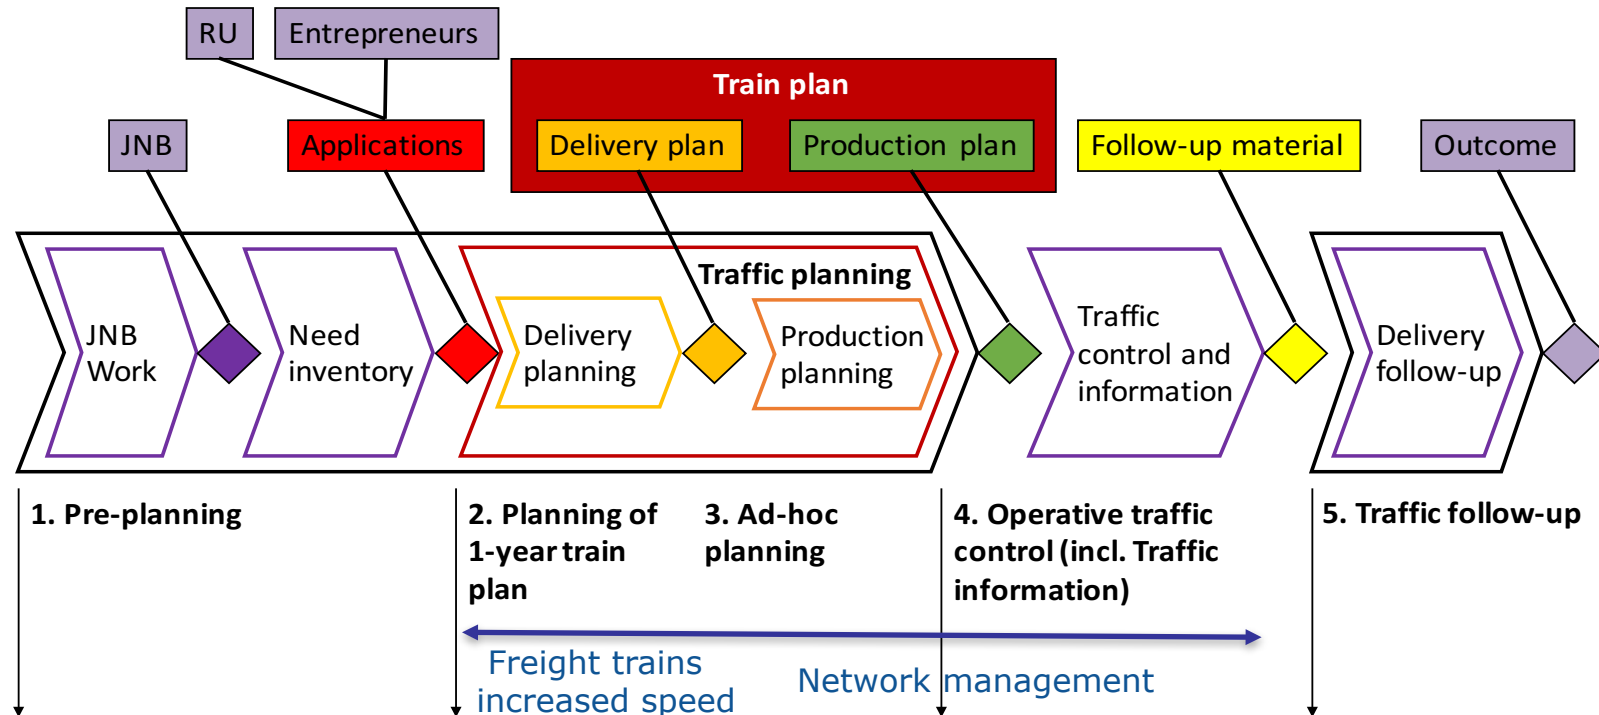 RU
Entrepreneurs
Train plan
JNB
Applications
Delivery plan
Production plan
Follow-up material
Outcome
Traffic planning
JNB
Work
Need
inventory
Delivery
planning
Production
planning
Traffic
control and
information
Delivery
follow-up
1. Pre-planning
2. Planning of
1-year train
plan
3. Ad-hoc
planning
4. Operative traffic
control (incl. Traffic
information)
5. Traffic follow-up
Freight trains
increased speed
Network management